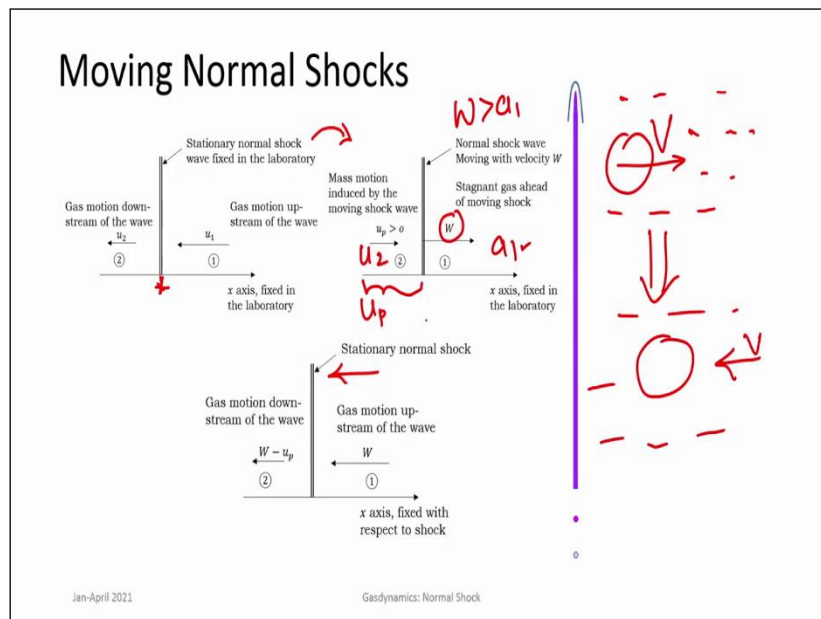 Moving Normal Shocks
Stationary normal shock
wave fixed in the laboratory
Gas motion down-
stream of the wave
u₂
②
Gas motion up-
stream of the wave
u₁
①
x axis, fixed in
the laboratory
W>a₁
Normal shock wave
Moving with velocity W
Mass motion
induced by the
moving shock wave
Stagnant gas ahead
of moving shock
uₚ > 0
W
u₂
②
①
a₁
x axis, fixed in
the laboratory
uₚ
Stationary normal shock
Gas motion down-
stream of the wave
Gas motion up-
stream of the wave
W − uₚ
W
②
①
x axis, fixed with
respect to shock
V
V
Jan-April 2021
Gasdynamics: Normal Shock